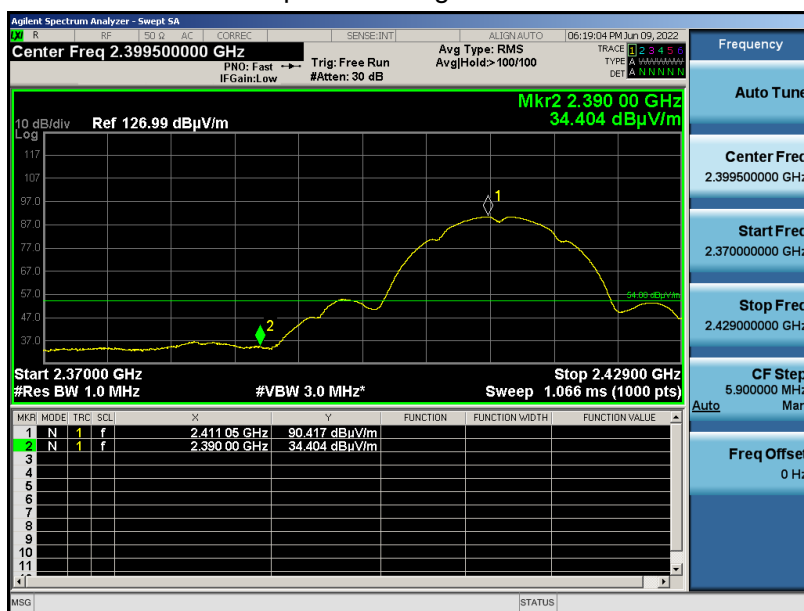 Agilent Spectrum Analyzer - Swept SA
LXI R RF 50 Ω AC CORREC SENSE:INT ALIGN AUTO 06:19:04 PM Jun 09, 2022
Center Freq 2.399500000 GHz
PNO: Fast
IFGain:Low
Trig: Free Run
#Atten: 30 dB
Avg Type: RMS
Avg|Hold>100/100
TRACE 1 2 3 4 5 6
TYPE A WWWWW
DET A N N N N N
Mkr2 2.390 00 GHz
34.404 dBµV/m
10 dB/div Ref 126.99 dBµV/m
Log
117
107
97.0
87.0
77.0
67.0
57.0
47.0
37.0
1
2
54.00 dBµV/m
Start 2.37000 GHz Stop 2.42900 GHz
#Res BW 1.0 MHz #VBW 3.0 MHz* Sweep 1.066 ms (1000 pts)
MKR MODE TRC SCL X Y FUNCTION FUNCTION WIDTH FUNCTION VALUE
1 N 1 f 2.411 05 GHz 90.417 dBµV/m
2 N 1 f 2.390 00 GHz 34.404 dBµV/m
3
4
5
6
7
8
9
10
11
MSG STATUS
Frequency
Auto Tune
Center Freq
2.399500000 GHz
Start Freq
2.370000000 GHz
Stop Freq
2.429000000 GHz
CF Step
5.900000 MHz
Auto Man
Freq Offset
0 Hz